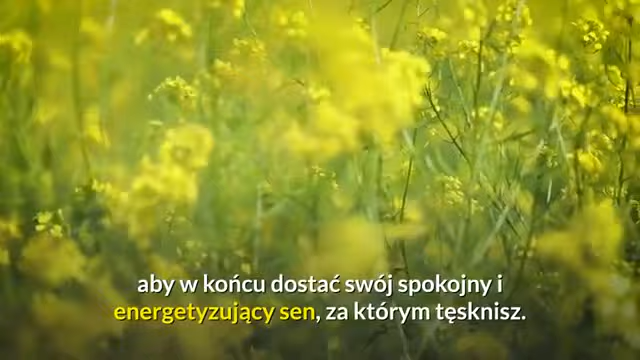 aby w końcu dostać swój spokojny i
energetyzujący sen, za którym tęsknisz.